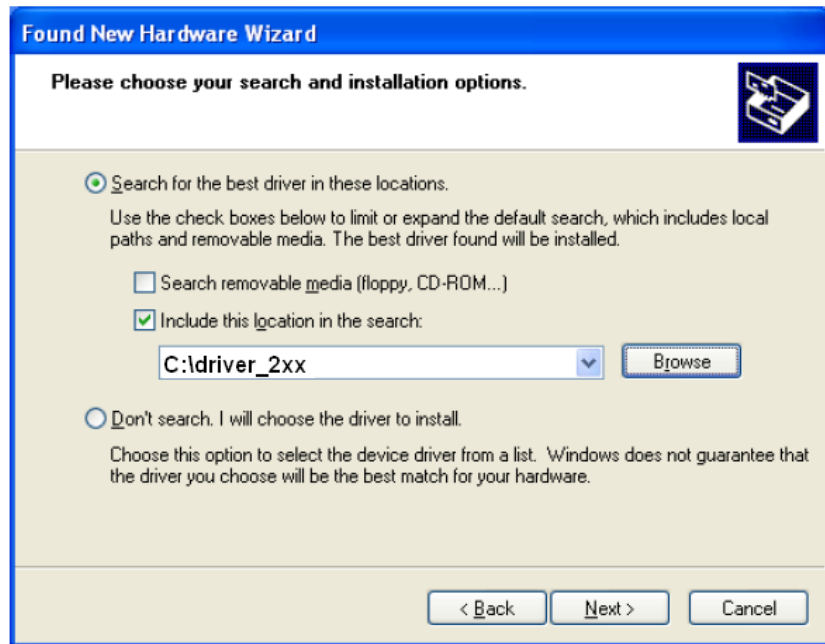 Found New Hardware Wizard
Please choose your search and installation options.
Search for the best driver in these locations.
Use the check boxes below to limit or expand the default search, which includes local
paths and removable media. The best driver found will be installed.
Search removable media (floppy, CD-ROM...)
Include this location in the search:
C:\driver_2xx
Browse
Don't search. I will choose the driver to install.
Choose this option to select the device driver from a list. Windows does not guarantee that
the driver you choose will be the best match for your hardware.
< Back
Next >
Cancel